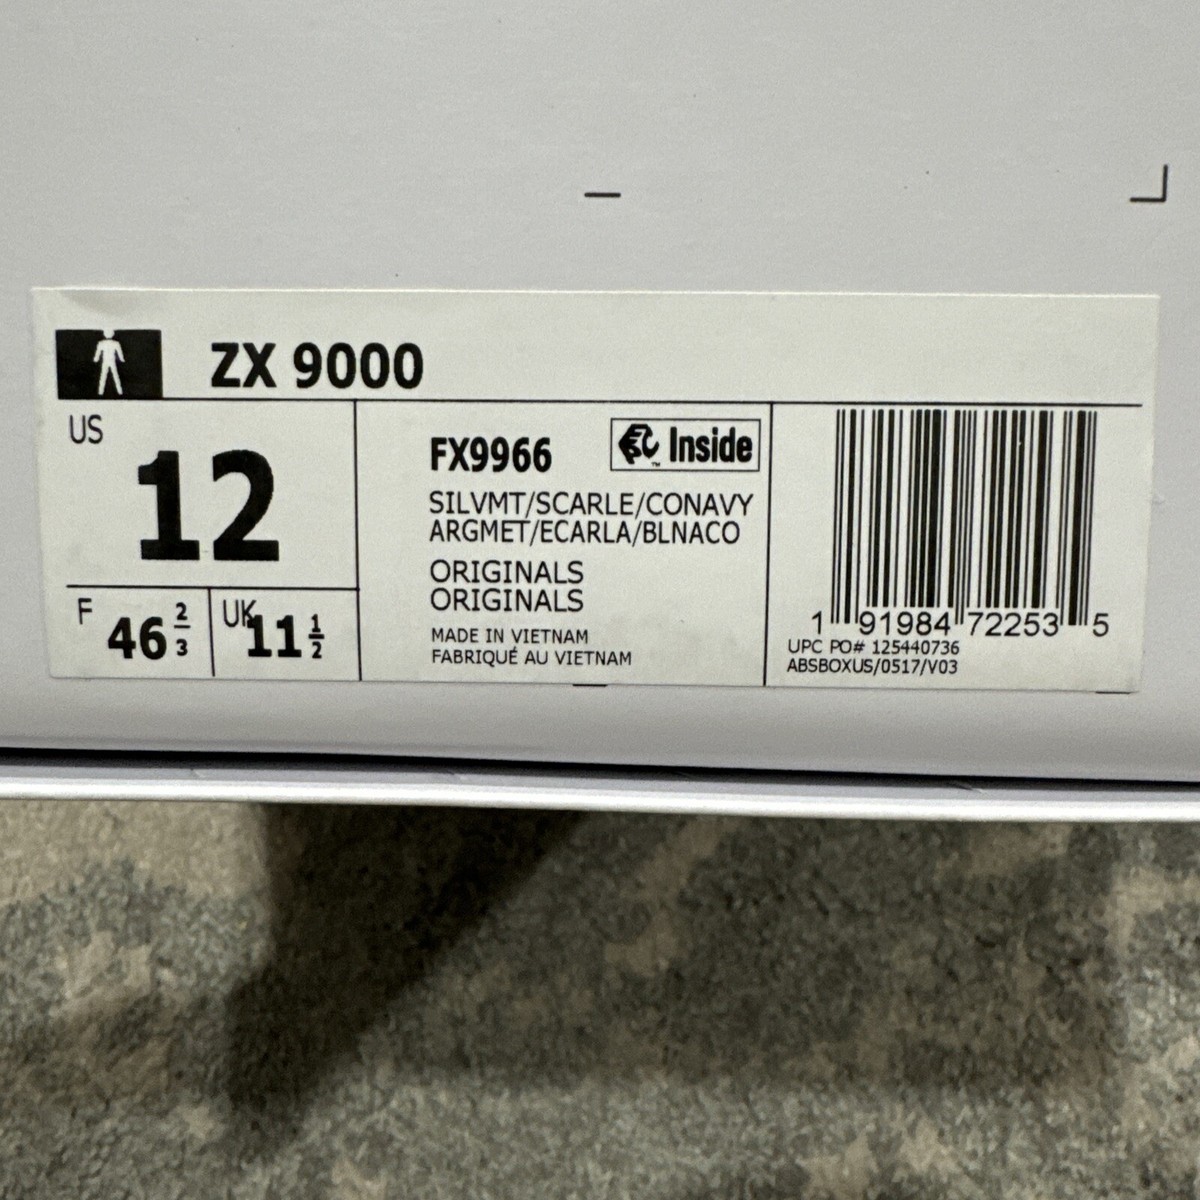 ZX 9000
US
12
F 46 2/3
UK 11 1/2
FX9966
Inside™
SILVMT/SCARLE/CONAVY
ARGMET/ECARLA/BLNACO
ORIGINALS
ORIGINALS
MADE IN VIETNAM
FABRIQUÉ AU VIETNAM
1 91984 72253 5
UPC PO# 125440736
ABSBOXUS/0517/V03